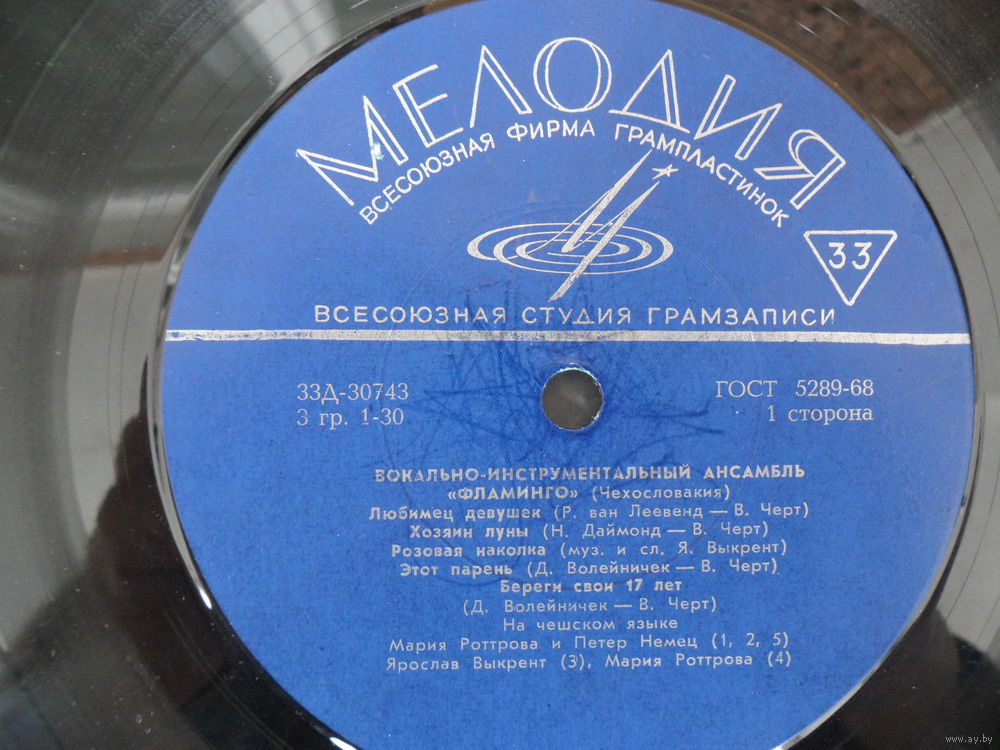 МЕЛОДИЯ
ВСЕСОЮЗНАЯ ФИРМА ГРАМПЛАСТИНОК
33
ВСЕСОЮЗНАЯ СТУДИЯ ГРАМЗАПИСИ
33Д-30743
ГОСТ 5289-68
3 гр. 1-30
1 сторона
ВОКАЛЬНО-ИНСТРУМЕНТАЛЬНЫЙ АНСАМБЛЬ
«ФЛАМИНГО» (Чехословакия)
Любимец девушек (Р. ван Леевенд — В. Черт)
Хозяин луны (Н. Даймонд — В. Черт)
Розовая наколка (муз. и сл. Я. Выкрент)
Этот парень (Д. Волейничек — В. Черт)
Береги свои 17 лет
(Д. Волейничек — В. Черт)
На чешском языке
Мария Роттрова и Петер Немец (1, 2, 5)
Ярослав Выкрент (3), Мария Роттрова (4)
www.ay.by